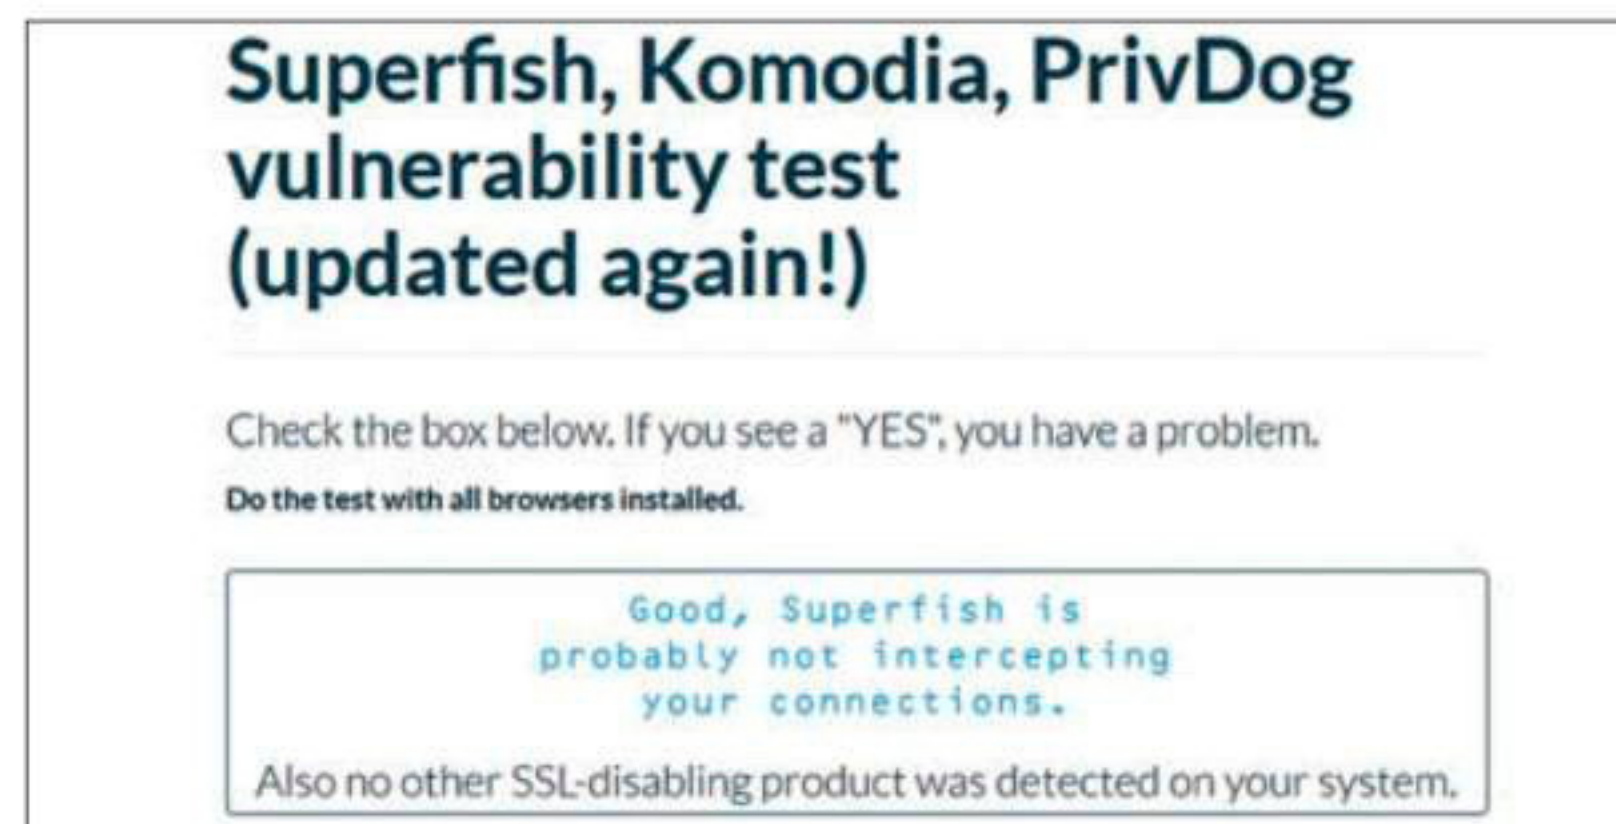 Superfish, Komodia, PrivDog
vulnerability test
(updated again!)
Check the box below. If you see a "YES", you have a problem.
Do the test with all browsers installed.
Good, Superfish is
probably not intercepting
your connections.
Also no other SSL-disabling product was detected on your system.